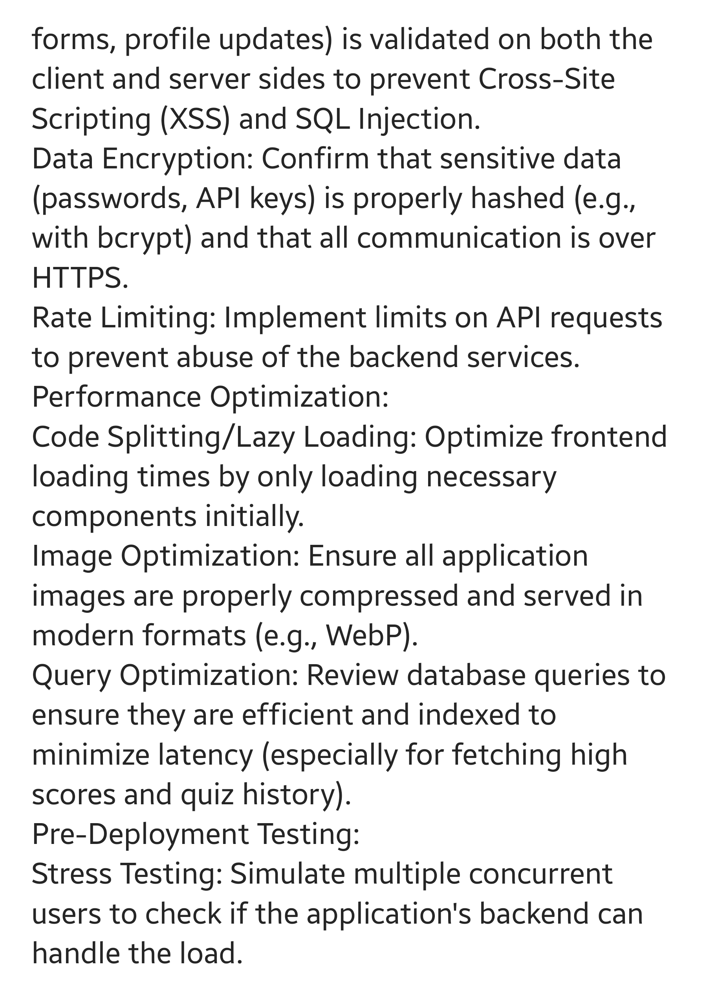 forms, profile updates) is validated on both the
client and server sides to prevent Cross-Site
Scripting (XSS) and SQL Injection.
Data Encryption: Confirm that sensitive data
(passwords, API keys) is properly hashed (e.g.,
with bcrypt) and that all communication is over
HTTPS.
Rate Limiting: Implement limits on API requests
to prevent abuse of the backend services.
Performance Optimization:
Code Splitting/Lazy Loading: Optimize frontend
loading times by only loading necessary
components initially.
Image Optimization: Ensure all application
images are properly compressed and served in
modern formats (e.g., WebP).
Query Optimization: Review database queries to
ensure they are efficient and indexed to
minimize latency (especially for fetching high
scores and quiz history).
Pre-Deployment Testing:
Stress Testing: Simulate multiple concurrent
users to check if the application's backend can
handle the load.